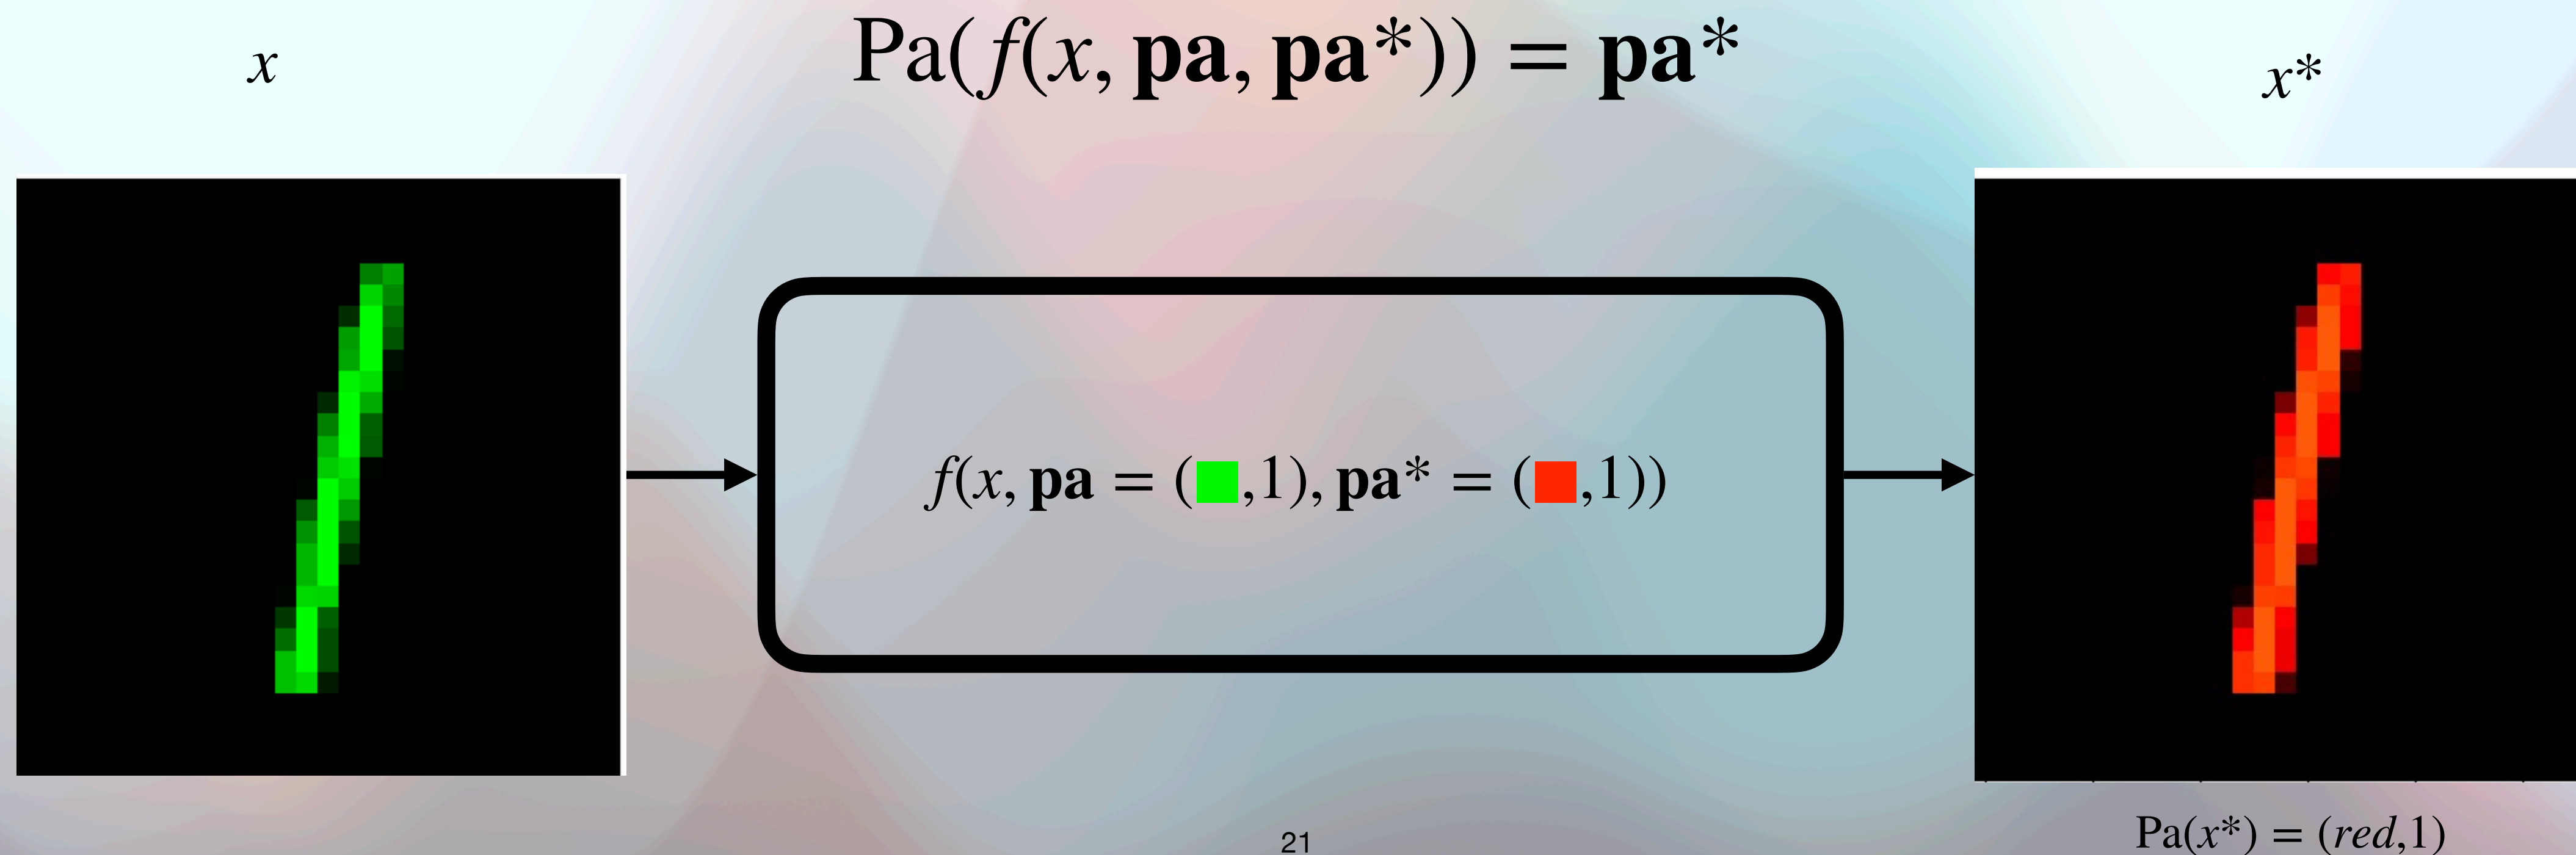 Pa(f(x, pa, pa*)) = pa*
x
x*
f(x, pa = (🟩,1), pa* = (🟥,1))
21
Pa(x*) = (red,1)